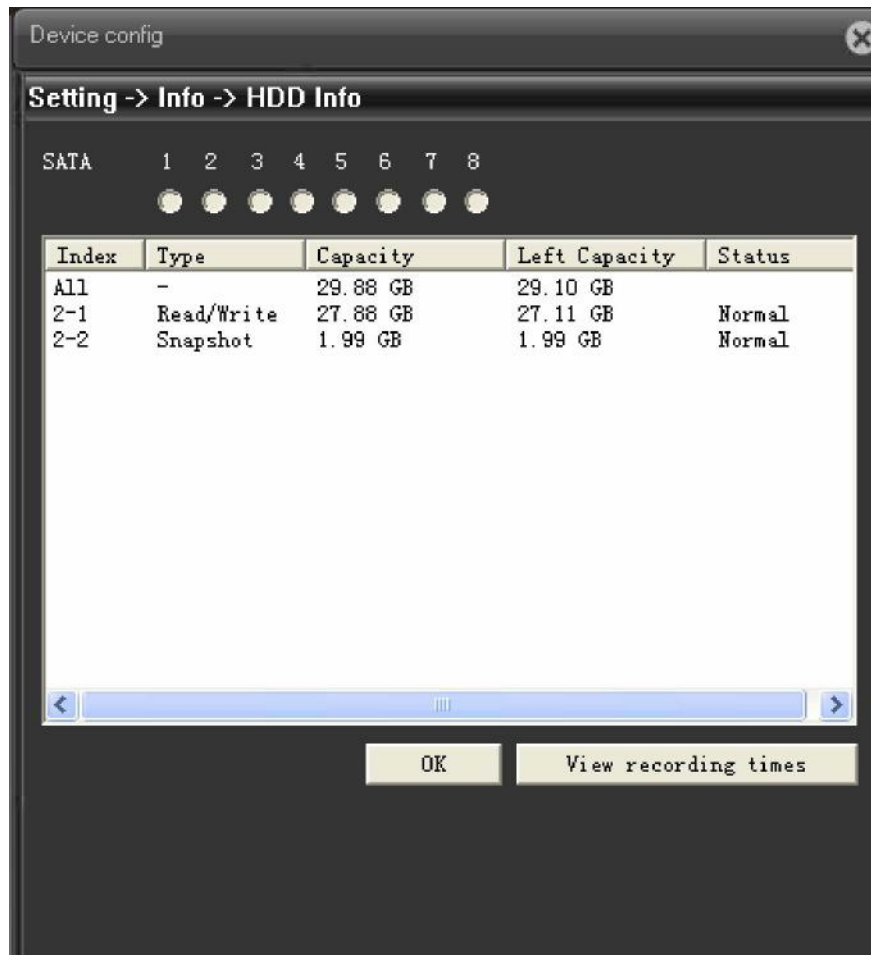 Device config
Setting -> Info -> HDD Info
SATA 1 2 3 4 5 6 7 8
Index Type Capacity Left Capacity Status
All - 29.88 GB 29.10 GB
2-1 Read/Write 27.88 GB 27.11 GB Normal
2-2 Snapshot 1.99 GB 1.99 GB Normal
OK View recording times